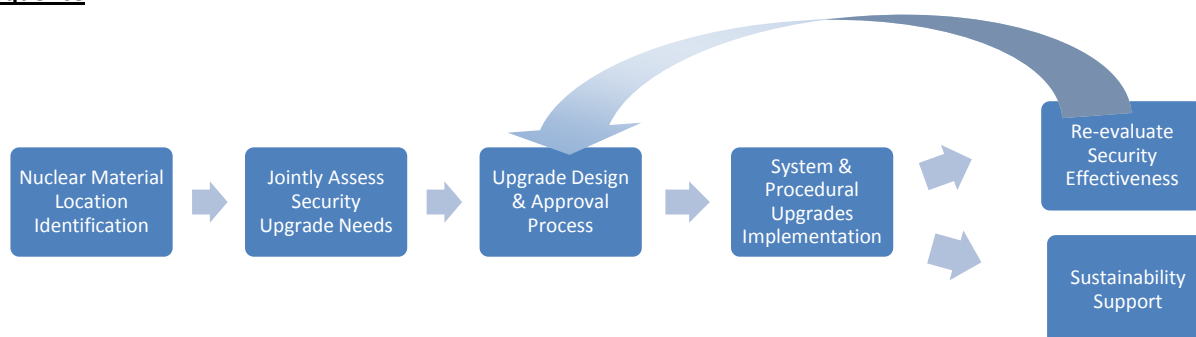 Nuclear Material
Location
Identification
Jointly Assess
Security
Upgrade Needs
Upgrade Design
& Approval
Process
System &
Procedural
Upgrades
Implementation
Re-evaluate
Security
Effectiveness
Sustainability
Support